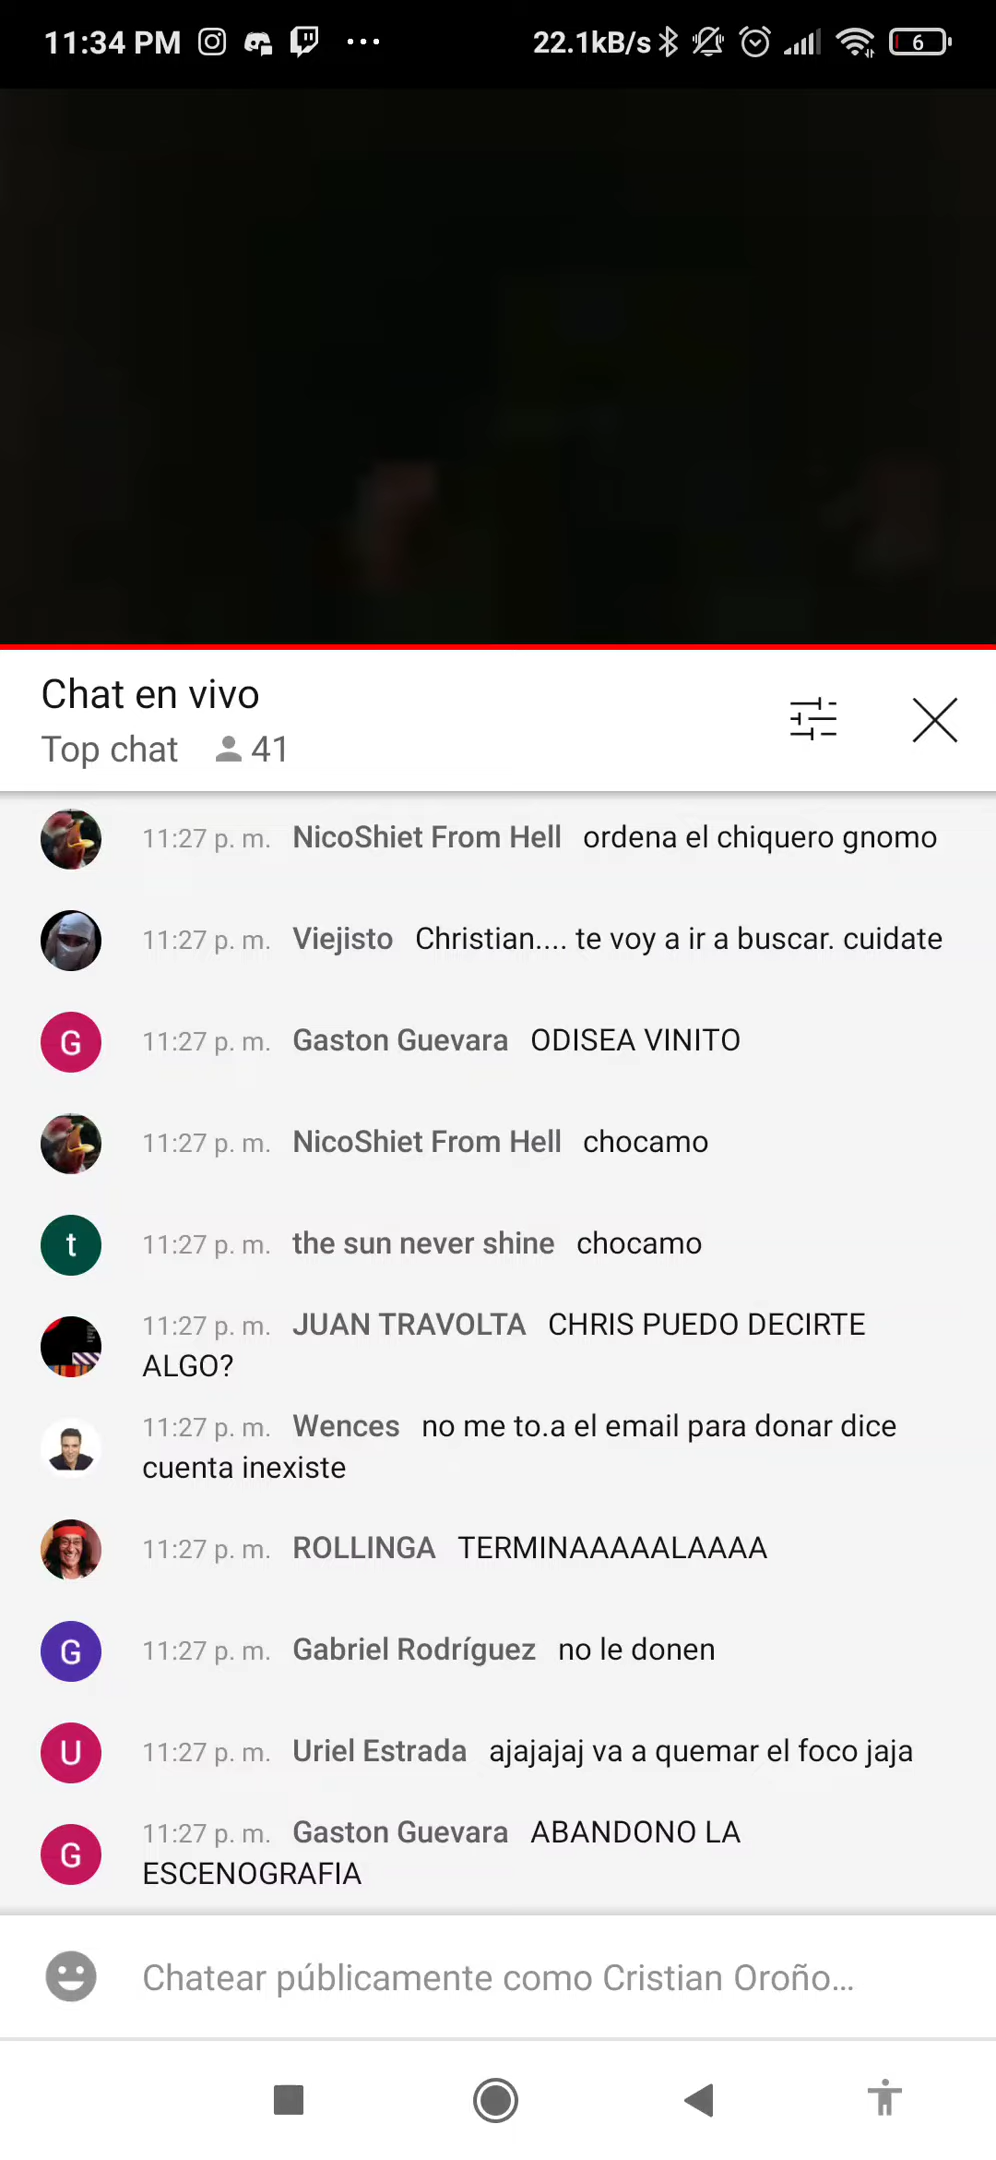 11:34 PM 22.1kB/s 6
Chat en vivo
Top chat 41
11:27 p. m. NicoShiet From Hell ordena el chiquero gnomo
11:27 p. m. Viejisto Christian.... te voy a ir a buscar. cuidate
G 11:27 p. m. Gaston Guevara ODISEA VINITO
11:27 p. m. NicoShiet From Hell chocamo
t 11:27 p. m. the sun never shine chocamo
11:27 p. m. JUAN TRAVOLTA CHRIS PUEDO DECIRTE
ALGO?
11:27 p. m. Wences no me to.a el email para donar dice
cuenta inexiste
11:27 p. m. ROLLINGA TERMINAAAAALAAAA
G 11:27 p. m. Gabriel Rodríguez no le donen
U 11:27 p. m. Uriel Estrada ajajajaj va a quemar el foco jaja
G 11:27 p. m. Gaston Guevara ABANDONO LA
ESCENOGRAFIA
Chatear públicamente como Cristian Oroño...